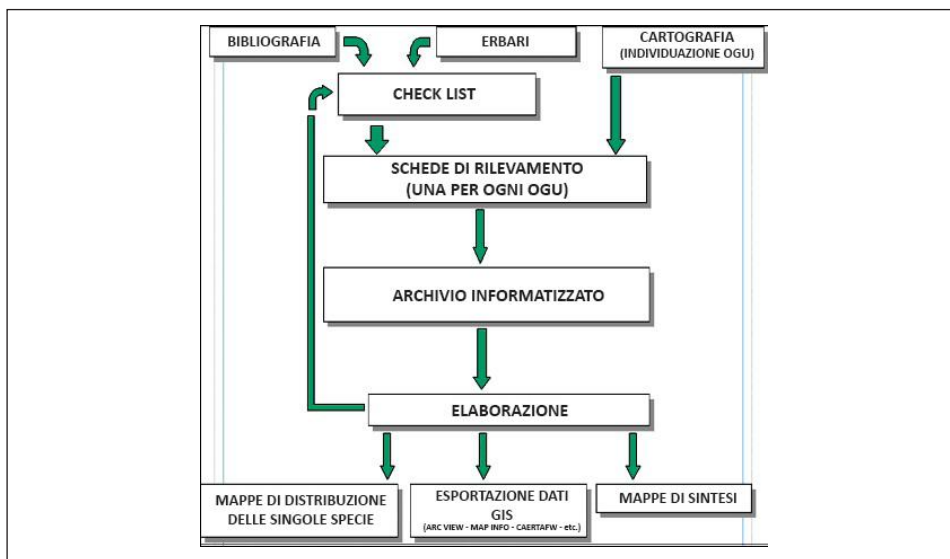 BIBLIOGRAFIA
ERBARI
CARTOGRAFIA
(INDIVIDUAZIONE OGU)
CHECK LIST
SCHEDE DI RILEVAMENTO
(UNA PER OGNI OGU)
ARCHIVIO INFORMATIZZATO
ELABORAZIONE
MAPPE DI DISTRIBUZIONE
DELLE SINGOLE SPECIE
ESPORTAZIONE DATI
GIS
(ARC VIEW - MAP INFO - CAERTAFW - etc.)
MAPPE DI SINTESI